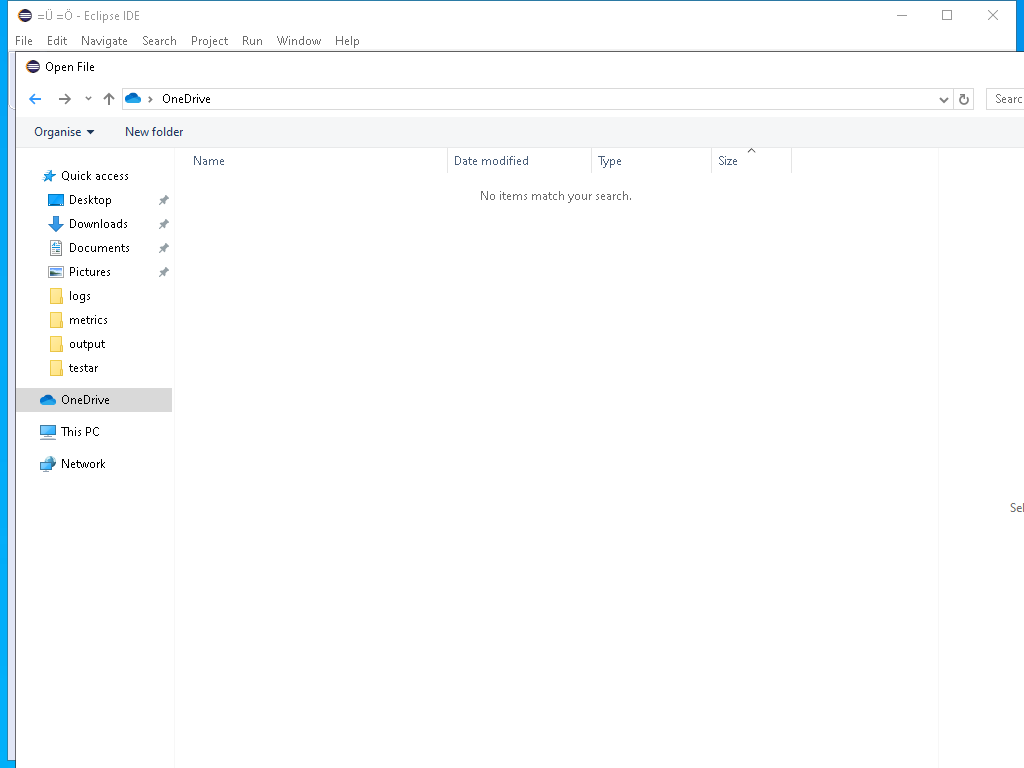 =Ü =Ö - Eclipse IDE
File Edit Navigate Search Project Run Window Help
Open File
OneDrive
Searc
Organise New folder
Name Date modified Type Size
No items match your search.
Quick access
Desktop
Downloads
Documents
Pictures
logs
metrics
output
testar
OneDrive
This PC
Network
Sel